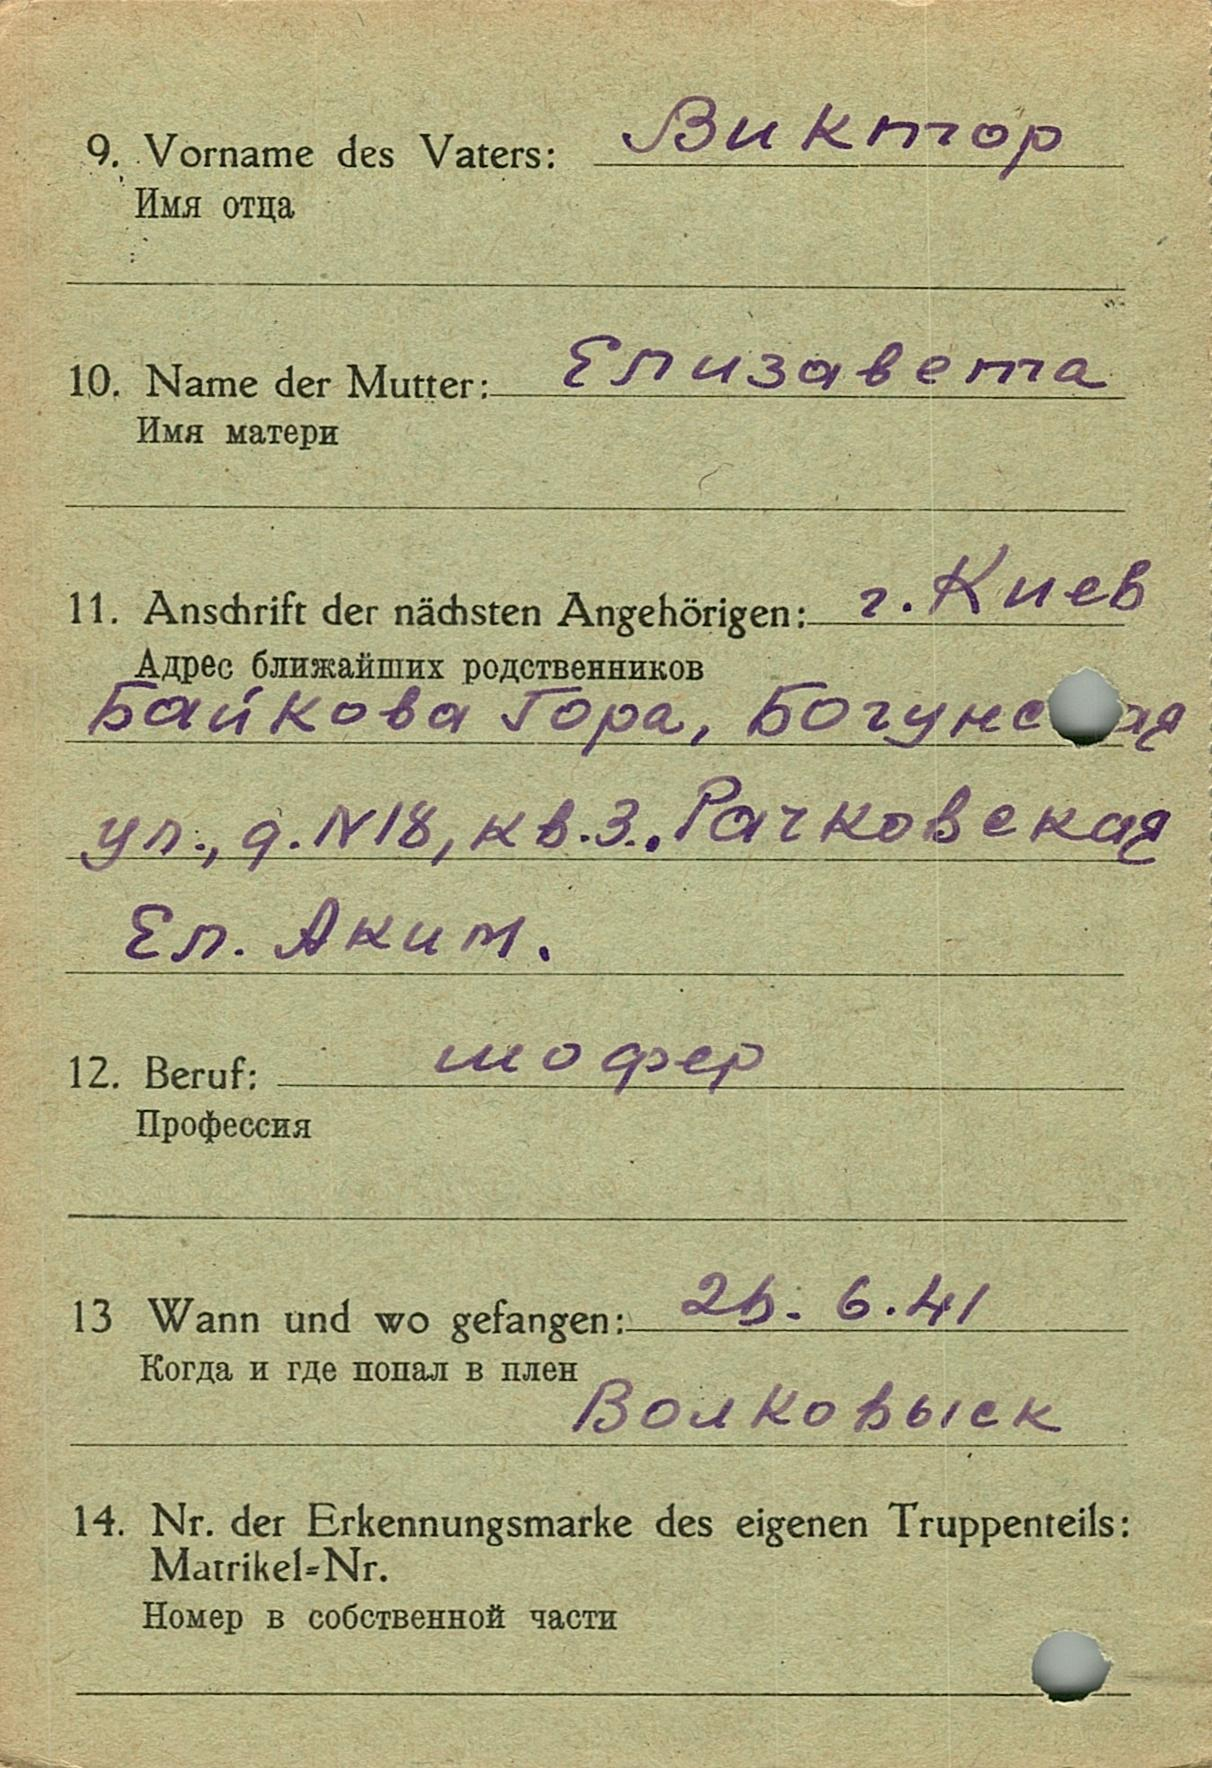 9. Vorname des Vaters: Виктор
Имя отца
10. Name der Mutter: Елизавета
Имя матери
11. Anschrift der nächsten Angehörigen: г. Киев
Адрес ближайших родственников
Байкова Гора, Богунс ая
ул., д. N18, кв. 3., Рачковская
Ел. Аким.
12. Beruf: шофер
Профессия
13 Wann und wo gefangen: 26. 6. 41
Когда и где попал в плен
Волковыск
14. Nr. der Erkennungsmarke des eigenen Truppenteils:
Matrikel-Nr.
Номер в собственной части